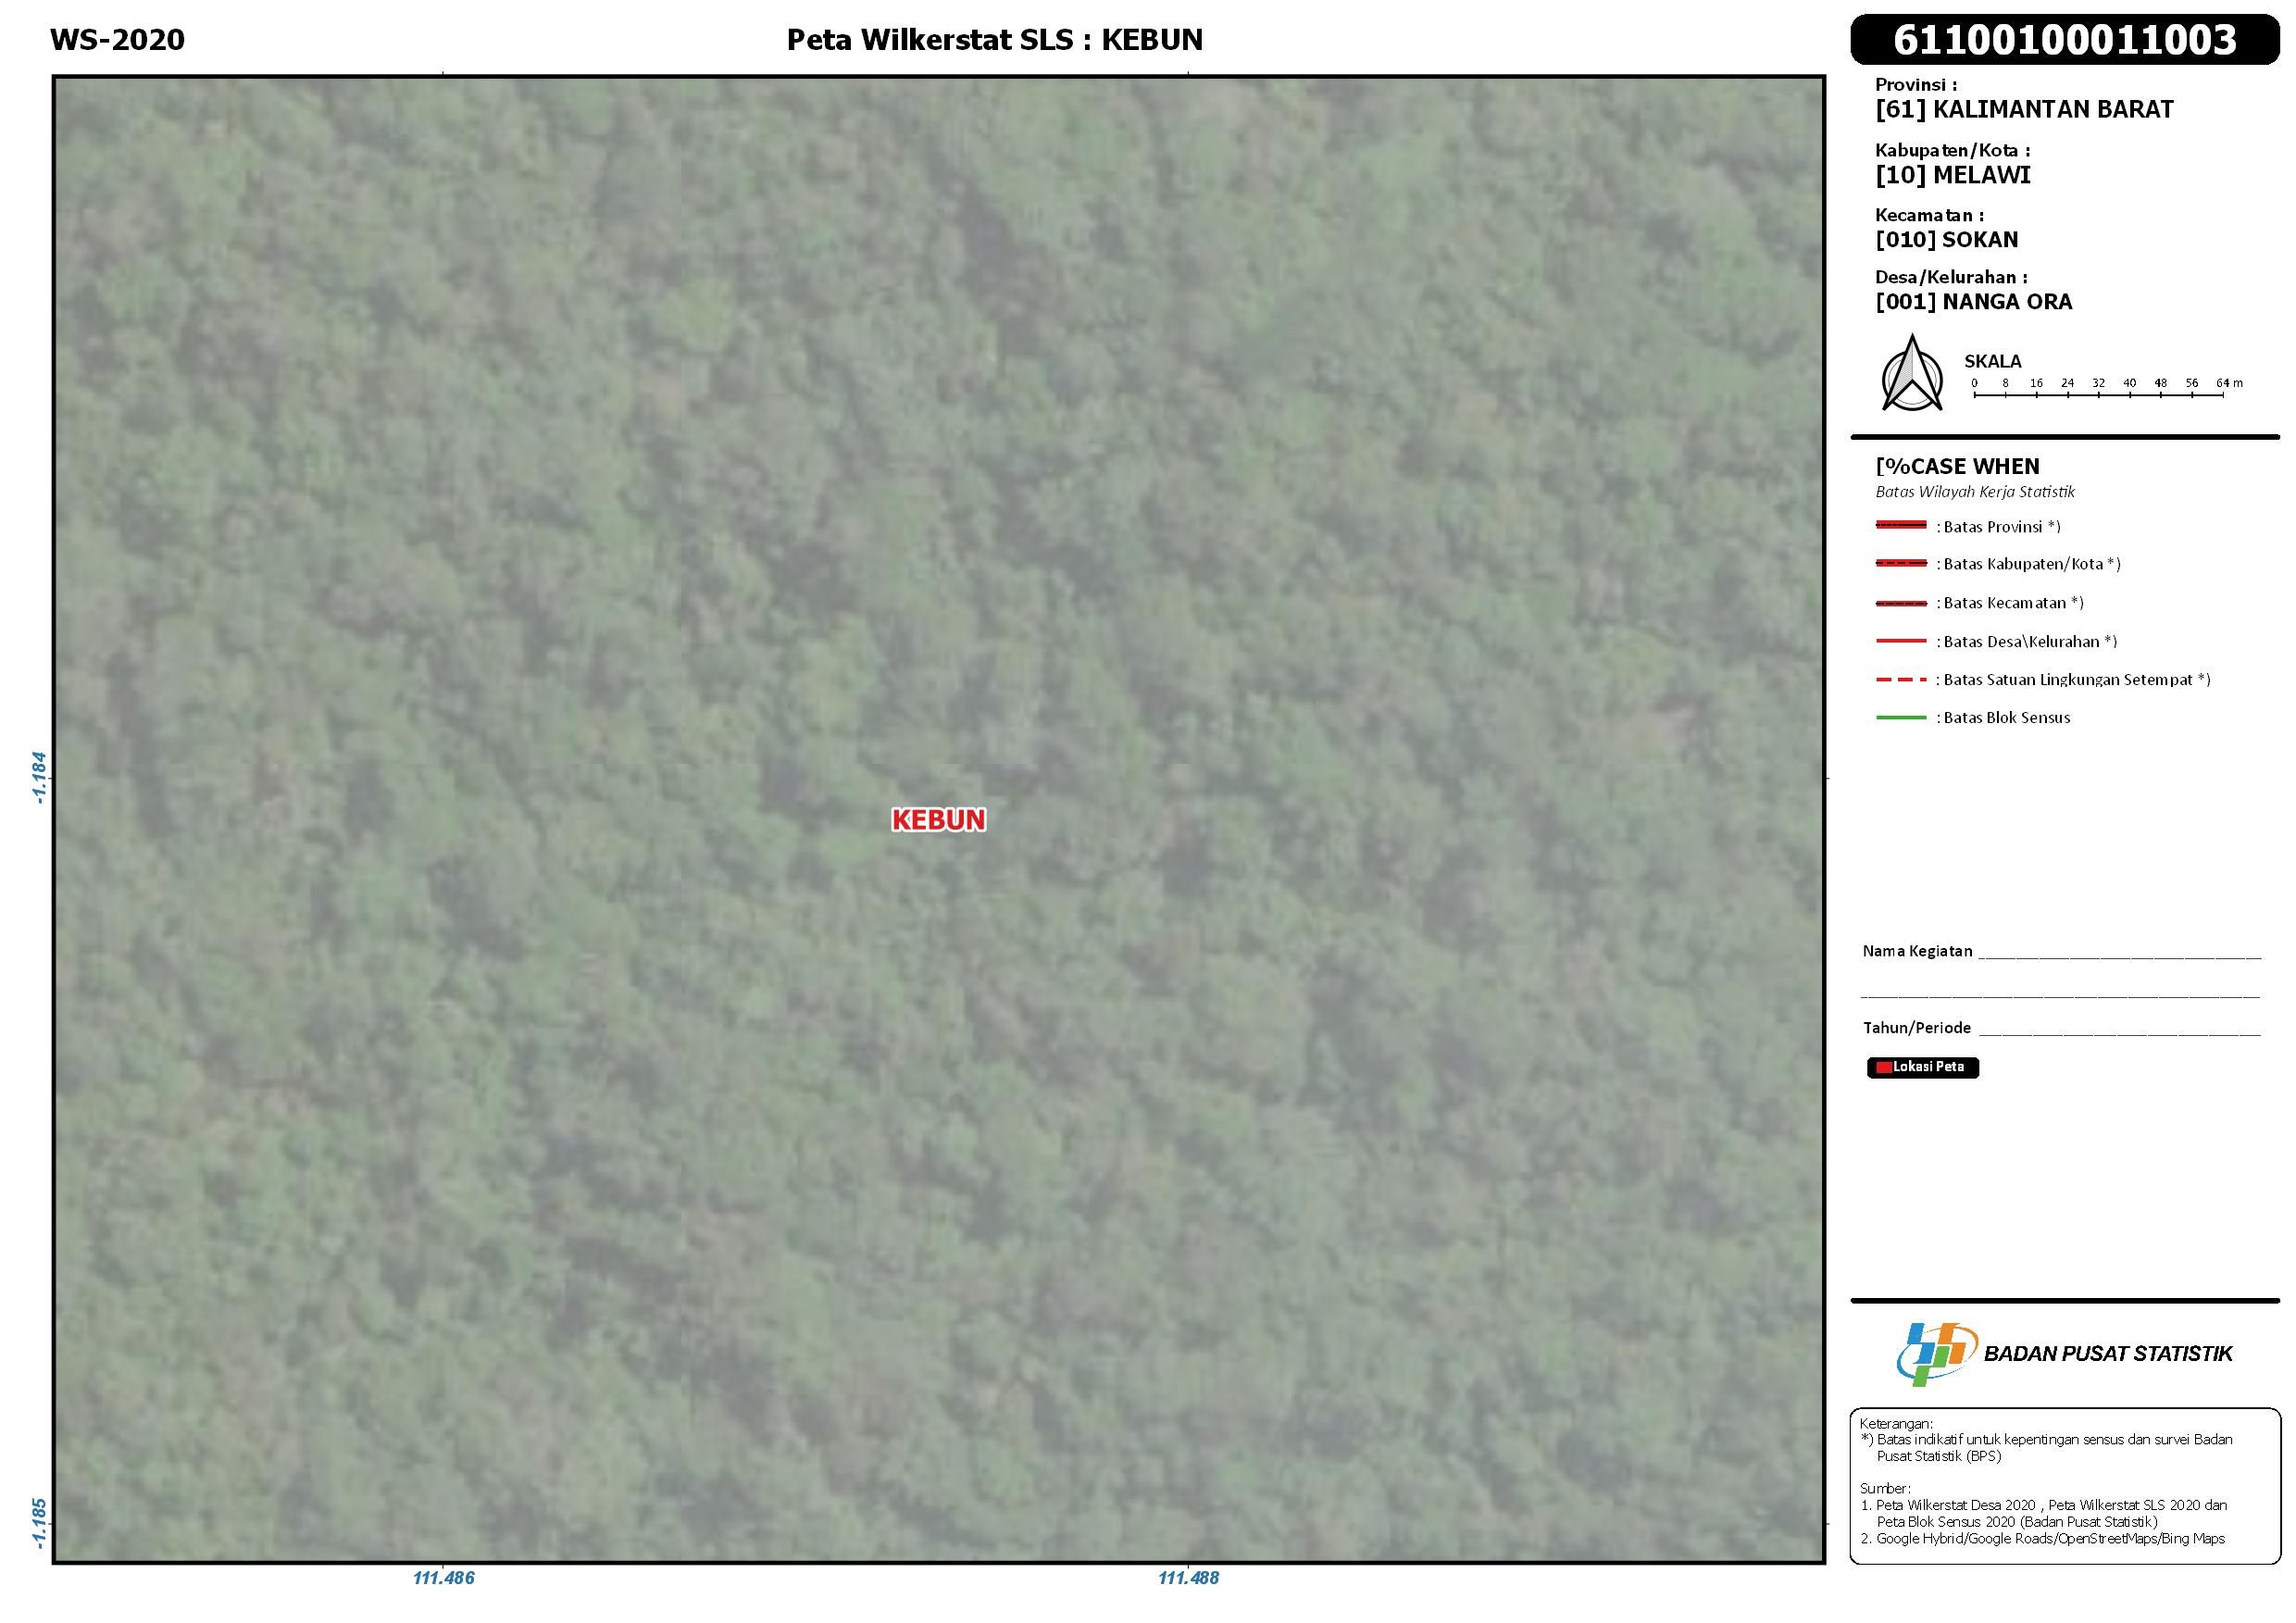 WS-2020
Peta Wilkerstat SLS : KEBUN
61100100011003
Provinsi :
[61] KALIMANTAN BARAT
Kabupaten/Kota :
[10] MELAWI
Kecamatan :
[010] SOKAN
Desa/Kelurahan :
[001] NANGA ORA
SKALA
0 8 16 24 32 40 48 56 64 m
[%CASE WHEN
Batas Wilayah Kerja Statistik
: Batas Provinsi *)
: Batas Kabupaten/Kota *)
: Batas Kecamatan *)
: Batas Desa\Kelurahan *)
: Batas Satuan Lingkungan Setempat *)
: Batas Blok Sensus
-1.184
KEBUN
-1.185
111.486
111.488
Nama Kegiatan
Tahun/Periode
Lokasi Peta
BADAN PUSAT STATISTIK
Keterangan:
*) Batas indikatif untuk kepentingan sensus dan survei Badan
Pusat Statistik (BPS)
Sumber:
1. Peta Wilkerstat Desa 2020 , Peta Wilkerstat SLS 2020 dan
Peta Blok Sensus 2020 (Badan Pusat Statistik)
2. Google Hybrid/Google Roads/OpenStreetMaps/Bing Maps